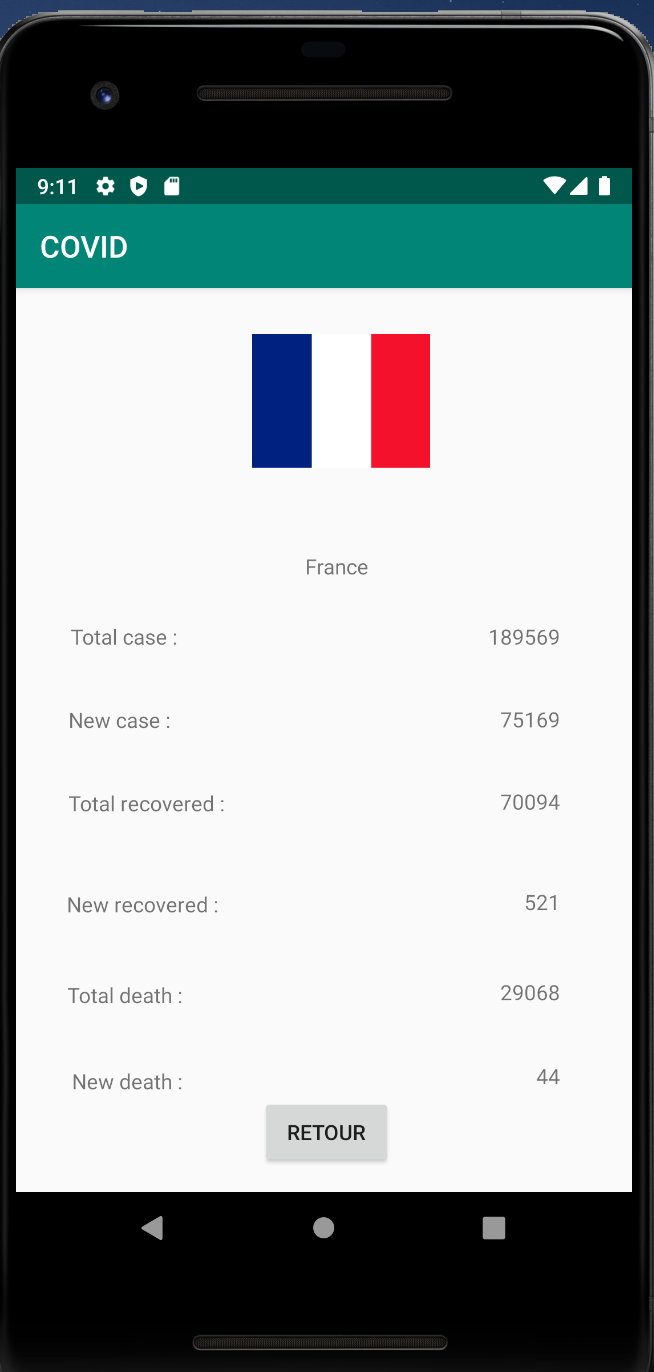 9:11
COVID
France
Total case : 189569
New case : 75169
Total recovered : 70094
New recovered : 521
Total death : 29068
New death : 44
RETOUR